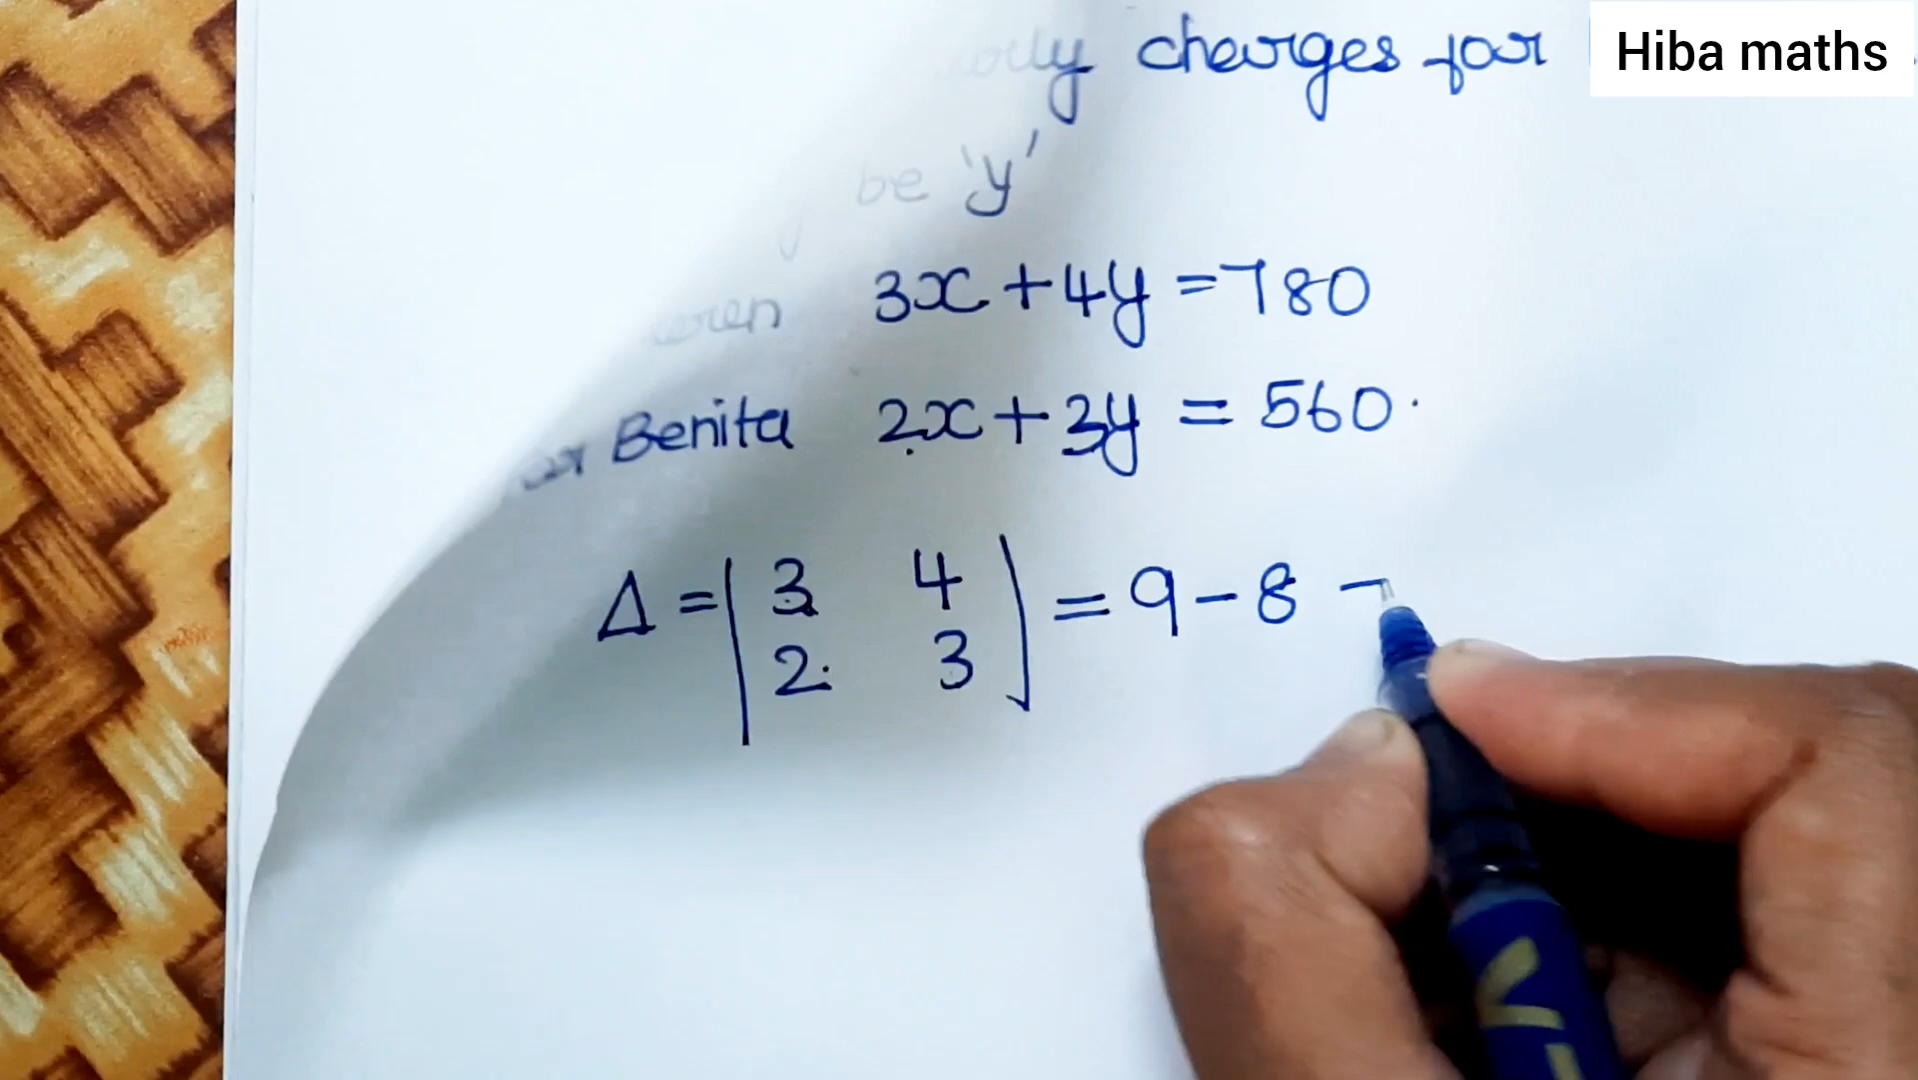 Hiba maths
charges for
be 'y'
3x + 4y = 780
Benita 2x + 3y = 560.
Δ = | 3 4 | = 9 - 8
2 3